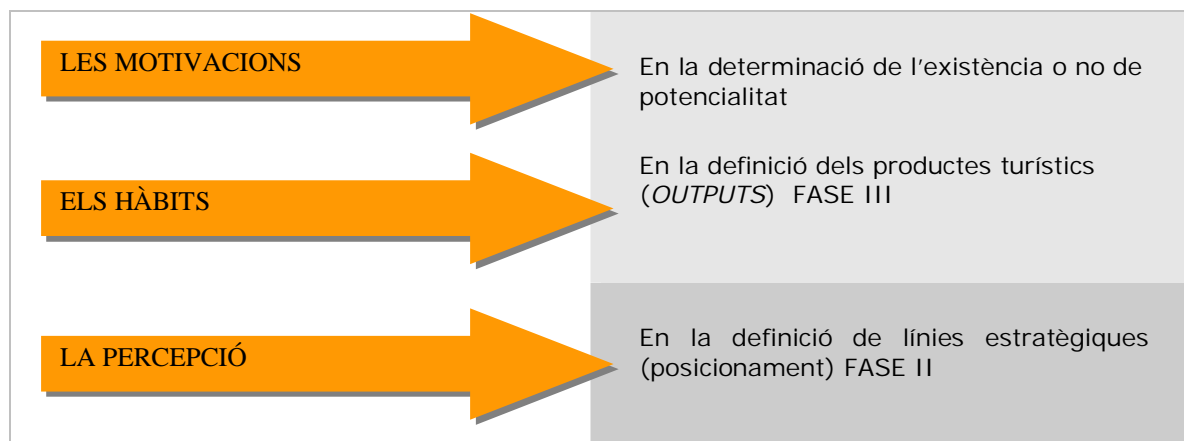 LES MOTIVACIONS
En la determinació de l'existència o no de
potencialitat
ELS HÀBITS
En la definició dels productes turístics
(OUTPUTS) FASE III
LA PERCEPCIÓ
En la definició de línies estratègiques
(posicionament) FASE II